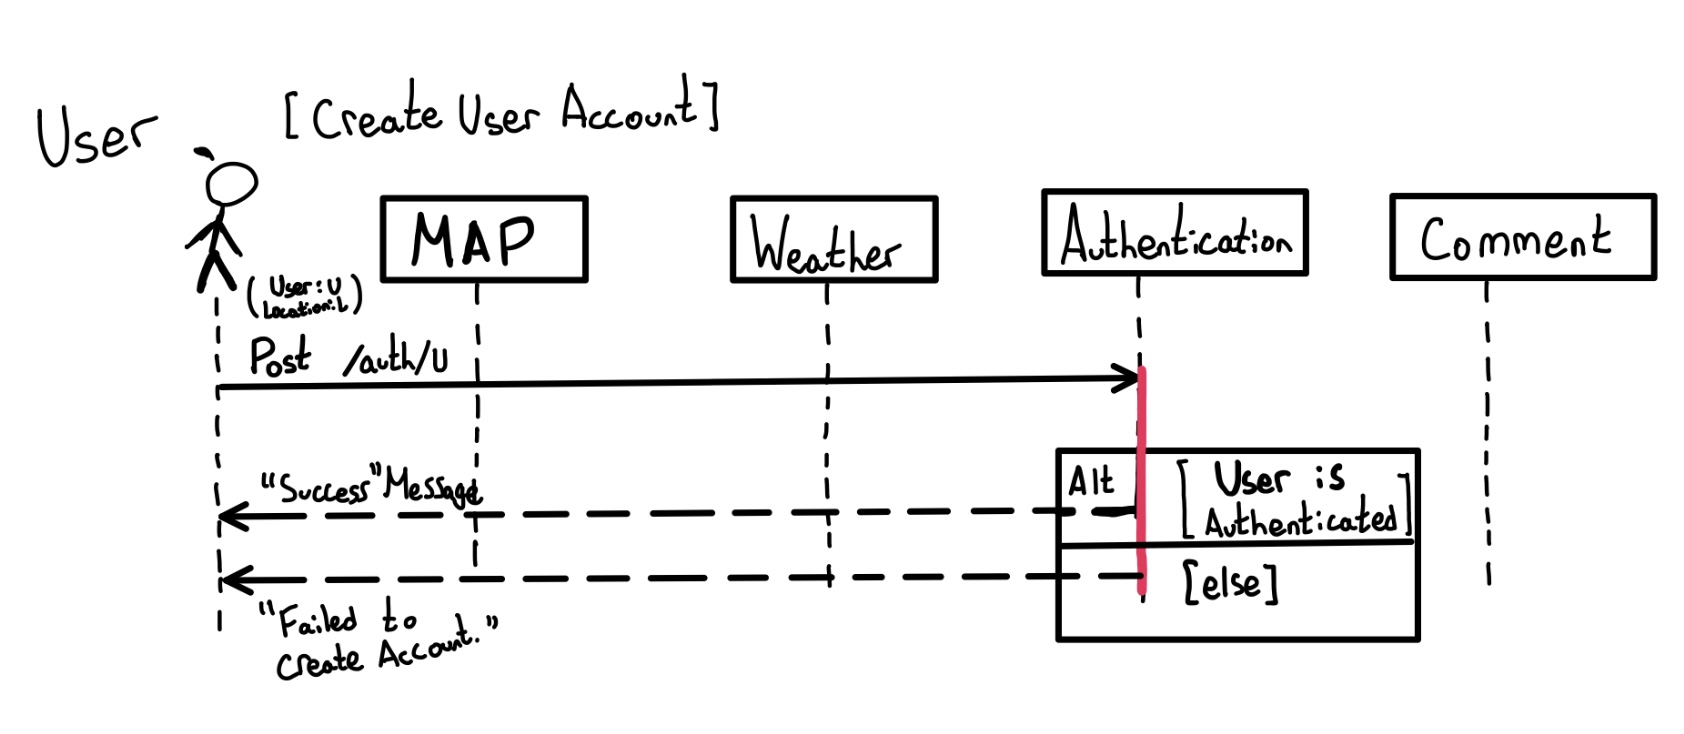 User
[Create User Account]
MAP
Weather
Authentication
Comment
(User:U
Location:L)
Post /auth/U
"Success" Message
Alt
[User is
Authenticated]
[else]
"Failed to
Create Account."